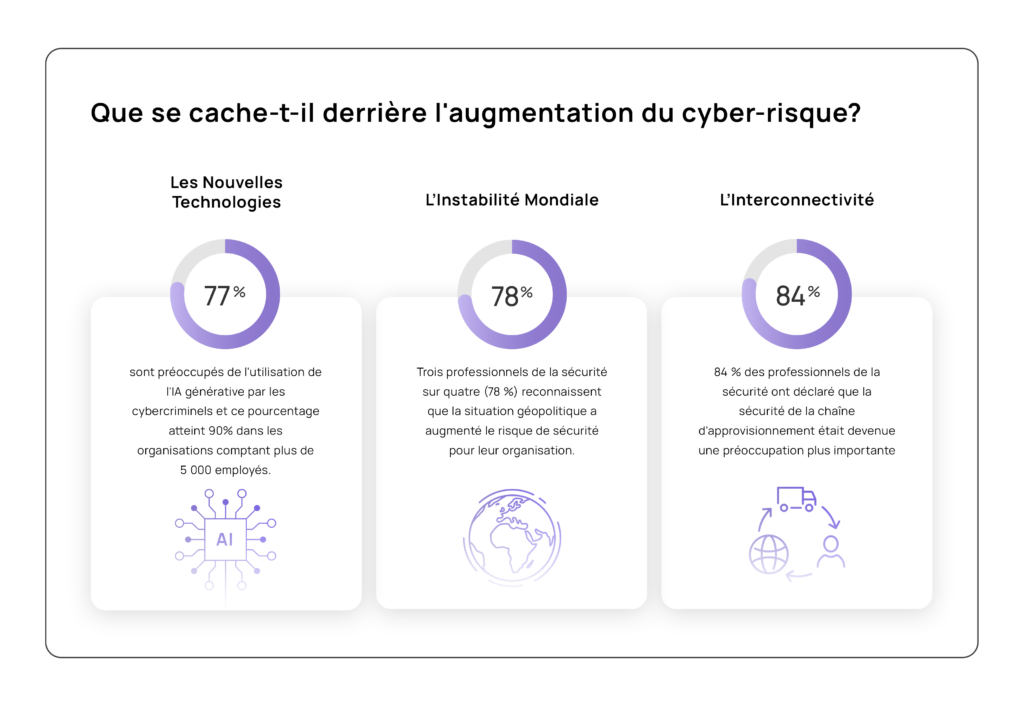 Que se cache-t-il derrière l'augmentation du cyber-risque?
Les Nouvelles
Technologies
77%
sont préoccupés de l'utilisation de
l'IA générative par les
cybercriminels et ce pourcentage
atteint 90% dans les
organisations comptant plus de
5 000 employés.
AI
L'Instabilité Mondiale
78%
Trois professionnels de la sécurité
sur quatre (78 %) reconnaissent
que la situation géopolitique a
augmenté le risque de sécurité
pour leur organisation.
L'Interconnectivité
84%
84 % des professionnels de la
sécurité ont déclaré que la
sécurité de la chaîne
d'approvisionnement était devenue
une préoccupation plus importante